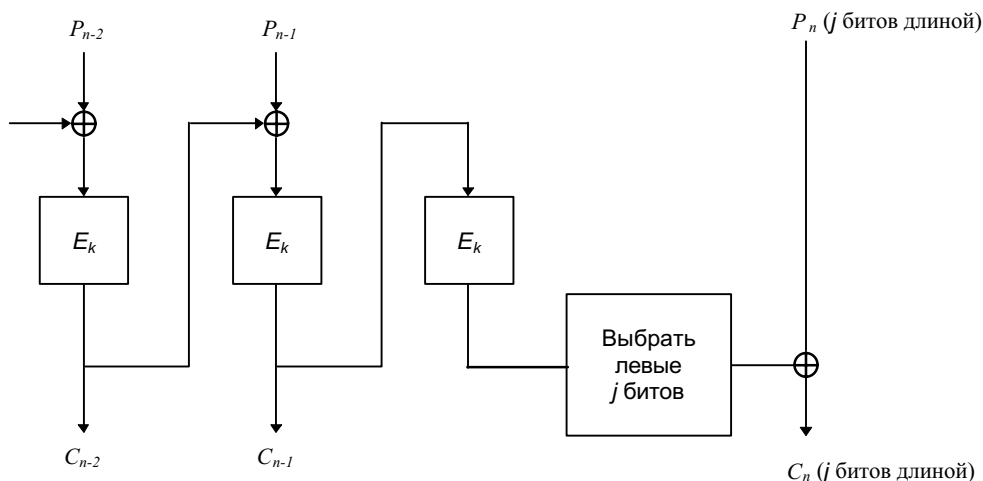 P_{n-2}
P_{n-1}
P_n (j битов длиной)
E_k
E_k
E_k
Выбрать
левые
j битов
C_{n-2}
C_{n-1}
C_n (j битов длиной)